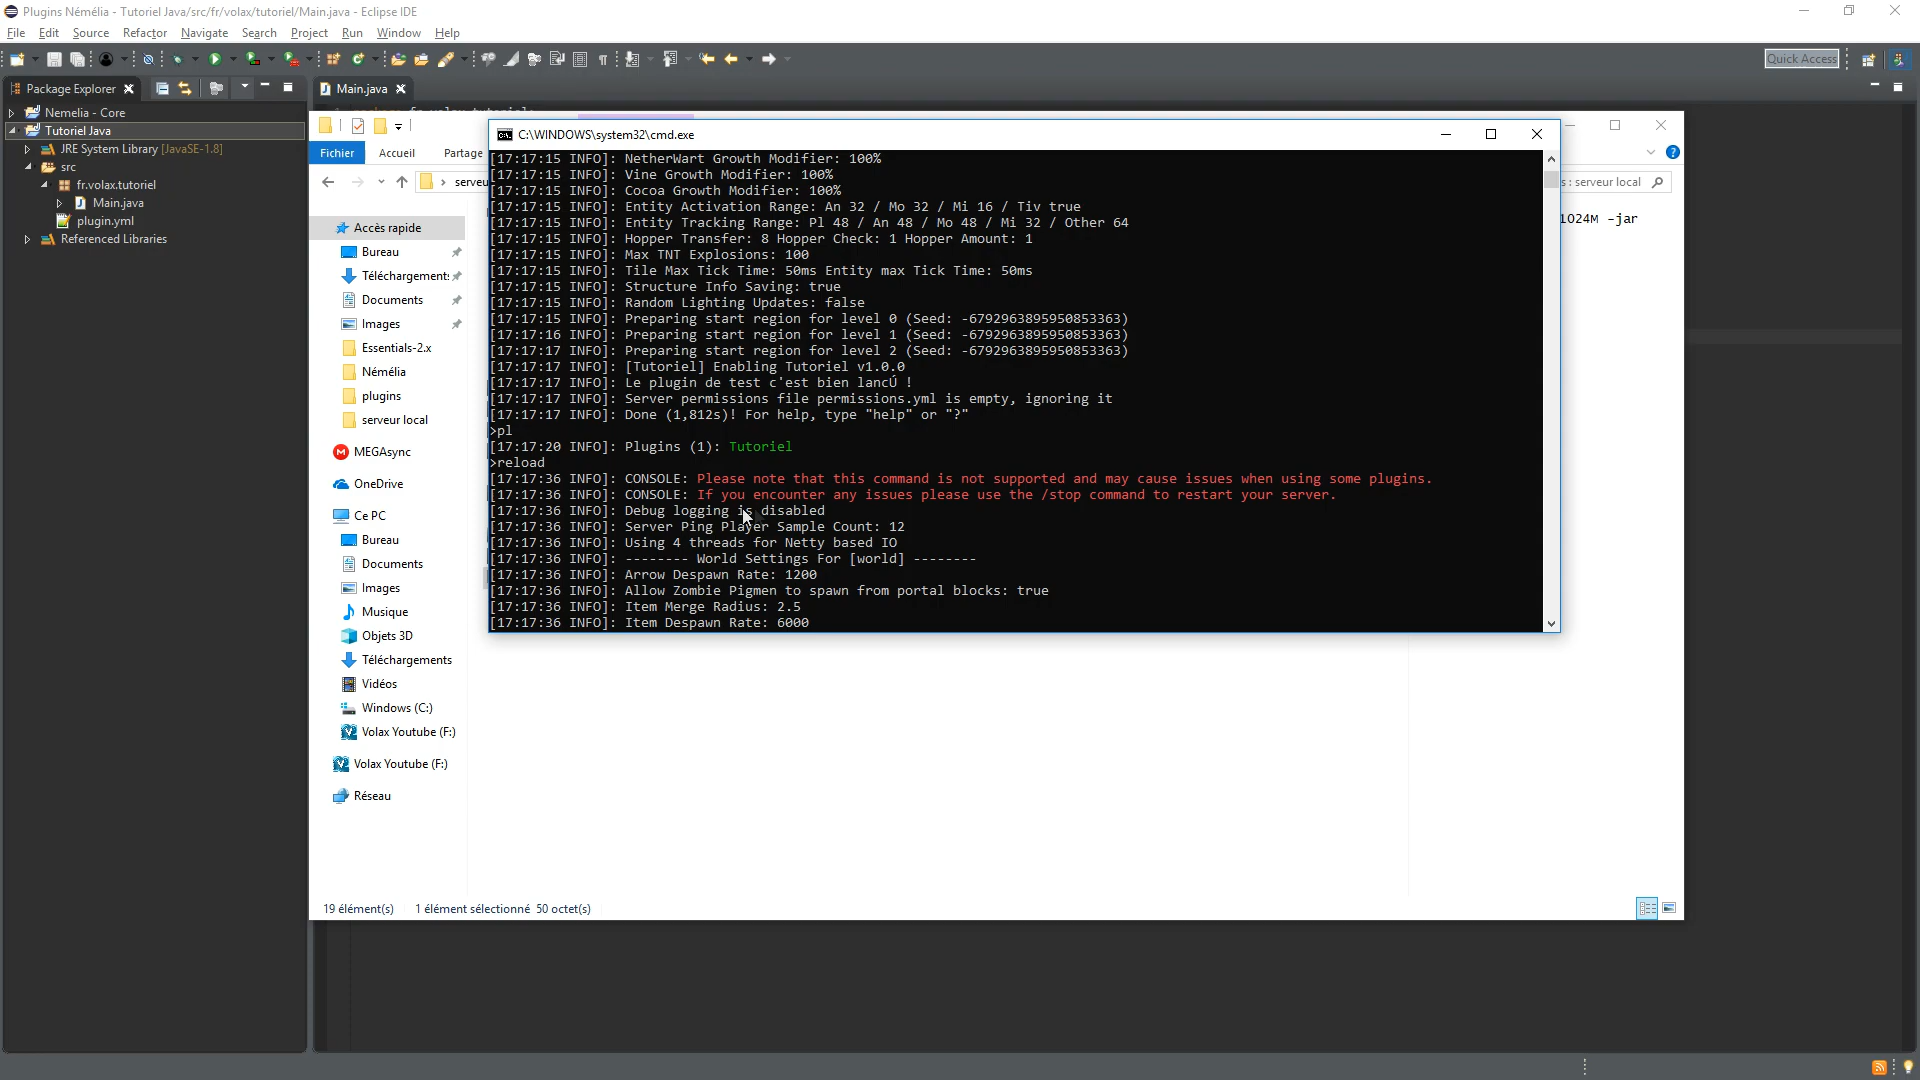 Plugins Némélia - Tutoriel Java/src/fr/volax/tutoriel/Main.java - Eclipse IDE
File Edit Source Refactor Navigate Search Project Run Window Help
Quick Access
Package Explorer
Main.java
Nemelia - Core
Tutoriel Java
JRE System Library [JavaSE-1.8]
src
fr.volax.tutoriel
Main.java
plugin.yml
Referenced Libraries
Fichier Accueil Partage
serveu
s : serveur local
1024M -jar
Accès rapide
Bureau
Téléchargements
Documents
Images
Essentials-2.x
Némélia
plugins
serveur local
MEGAsync
OneDrive
Ce PC
Bureau
Documents
Images
Musique
Objets 3D
Téléchargements
Vidéos
Windows (C:)
Volax Youtube (F:)
Volax Youtube (F:)
Réseau
19 élément(s) 1 élément sélectionné 50 octet(s)
C:\WINDOWS\system32\cmd.exe
[17:17:15 INFO]: NetherWart Growth Modifier: 100%
[17:17:15 INFO]: Vine Growth Modifier: 100%
[17:17:15 INFO]: Cocoa Growth Modifier: 100%
[17:17:15 INFO]: Entity Activation Range: An 32 / Mo 32 / Mi 16 / Tiv true
[17:17:15 INFO]: Entity Tracking Range: Pl 48 / An 48 / Mo 48 / Mi 32 / Other 64
[17:17:15 INFO]: Hopper Transfer: 8 Hopper Check: 1 Hopper Amount: 1
[17:17:15 INFO]: Max TNT Explosions: 100
[17:17:15 INFO]: Tile Max Tick Time: 50ms Entity max Tick Time: 50ms
[17:17:15 INFO]: Structure Info Saving: true
[17:17:15 INFO]: Random Lighting Updates: false
[17:17:15 INFO]: Preparing start region for level 0 (Seed: -6792963895950853363)
[17:17:16 INFO]: Preparing start region for level 1 (Seed: -6792963895950853363)
[17:17:17 INFO]: Preparing start region for level 2 (Seed: -6792963895950853363)
[17:17:17 INFO]: [Tutoriel] Enabling Tutoriel v1.0.0
[17:17:17 INFO]: Le plugin de test c'est bien lancÚ !
[17:17:17 INFO]: Server permissions file permissions.yml is empty, ignoring it
[17:17:17 INFO]: Done (1,812s)! For help, type "help" or "?"
>pl
[17:17:20 INFO]: Plugins (1): Tutoriel
>reload
[17:17:36 INFO]: CONSOLE: Please note that this command is not supported and may cause issues when using some plugins.
[17:17:36 INFO]: CONSOLE: If you encounter any issues please use the /stop command to restart your server.
[17:17:36 INFO]: Debug logging is disabled
[17:17:36 INFO]: Server Ping Player Sample Count: 12
[17:17:36 INFO]: Using 4 threads for Netty based IO
[17:17:36 INFO]: -------- World Settings For [world] --------
[17:17:36 INFO]: Arrow Despawn Rate: 1200
[17:17:36 INFO]: Allow Zombie Pigmen to spawn from portal blocks: true
[17:17:36 INFO]: Item Merge Radius: 2.5
[17:17:36 INFO]: Item Despawn Rate: 6000